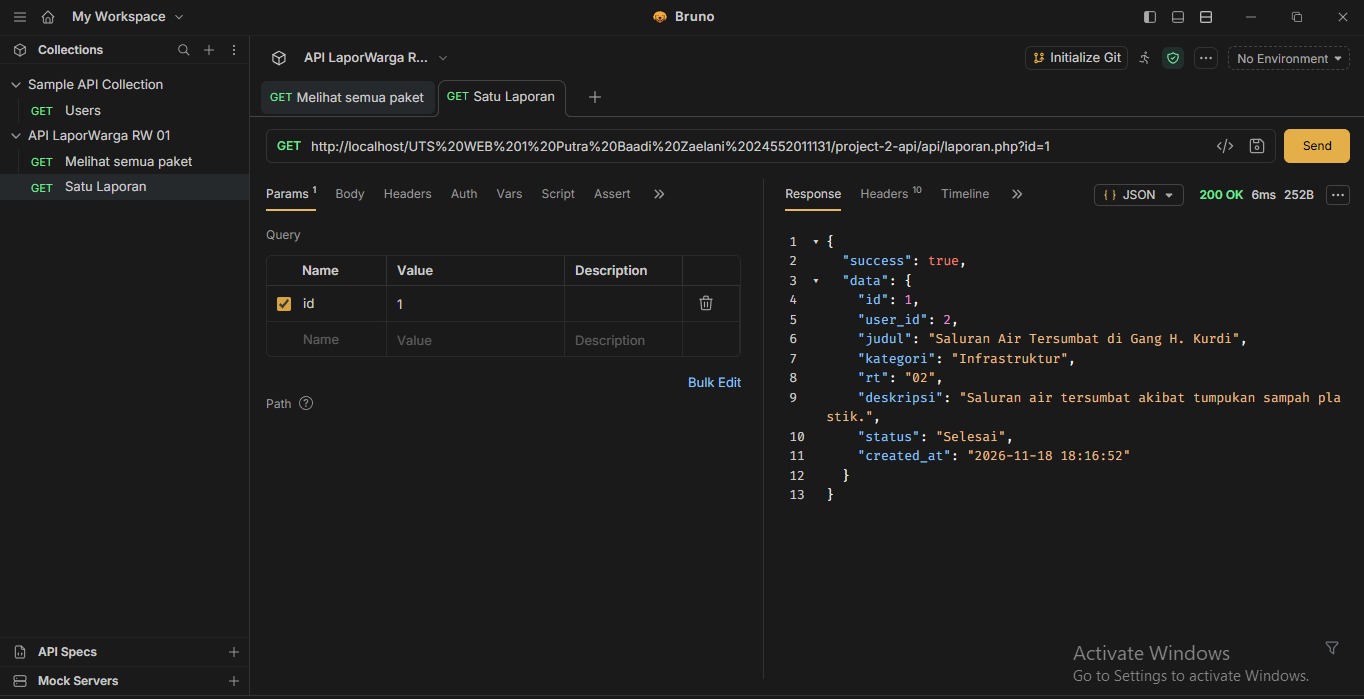 My Workspace
Bruno
Collections
Sample API Collection
GET Users
API LaporWarga RW 01
GET Melihat semua paket
GET Satu Laporan
API Specs
Mock Servers
API LaporWarga R...
Initialize Git
No Environment
GET Melihat semua paket
GET Satu Laporan
GET http://localhost/UTS%20WEB%201%20Putra%20Baadi%20Zaelani%2024552011131/project-2-api/api/laporan.php?id=1
Send
Params 1 Body Headers Auth Vars Script Assert
Query
Name Value Description
id 1
Name Value Description
Bulk Edit
Path ?
Response Headers 10 Timeline
{ } JSON 200 OK 6ms 252B
1 {
2 "success": true,
3 "data": {
4 "id": 1,
5 "user_id": 2,
6 "judul": "Saluran Air Tersumbat di Gang H. Kurdi",
7 "kategori": "Infrastruktur",
8 "rt": "02",
9 "deskripsi": "Saluran air tersumbat akibat tumpukan sampah pla
stik.",
10 "status": "Selesai",
11 "created_at": "2026-11-18 18:16:52"
12 }
13 }
Activate Windows
Go to Settings to activate Windows.